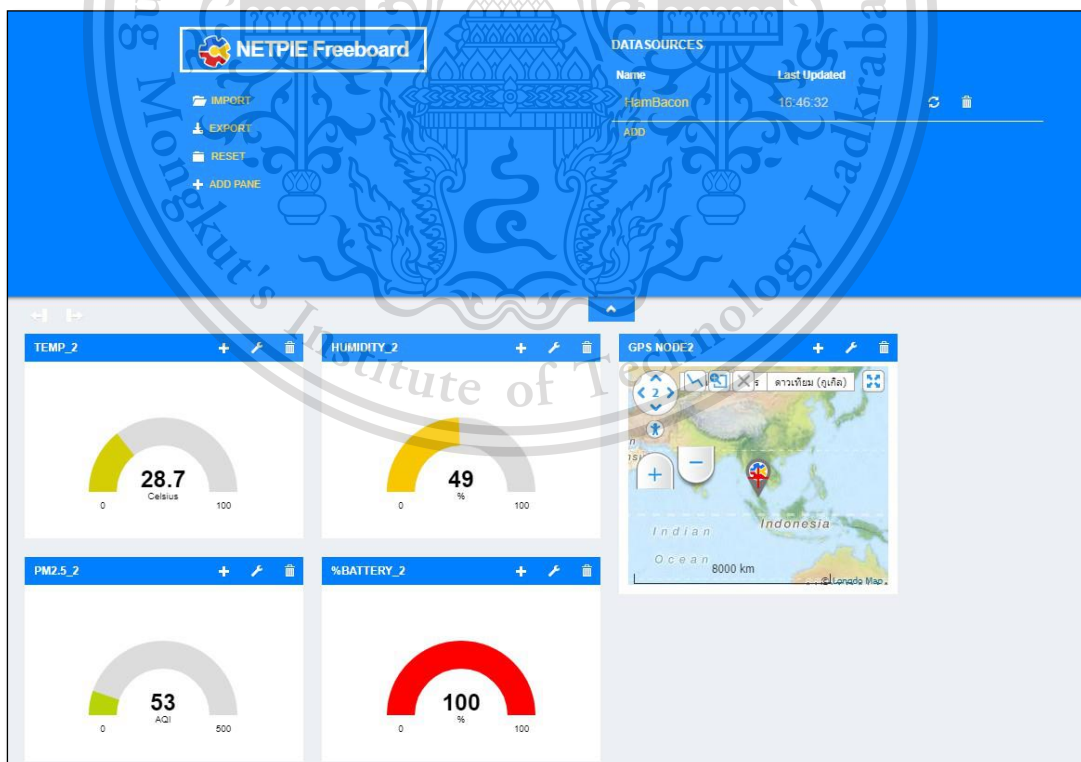 NETPIE Freeboard
IMPORT
EXPORT
RESET
ADD PANE
DATASOURCES
Name Last Updated
HamBacon 16:46:32
ADD
Mongkut's Institute of Technology Ladkraba
TEMP_2
28.7
Celsius
0 100
HUMIDITY_2
49
%
0 100
GPS NODE2
2
ดาวเทียม (กูเกิล)
Indonesia
Indian
Ocean
8000 km
© Longdo Map
PM2.5_2
53
AQI
0 500
%BATTERY_2
100
%
0 100